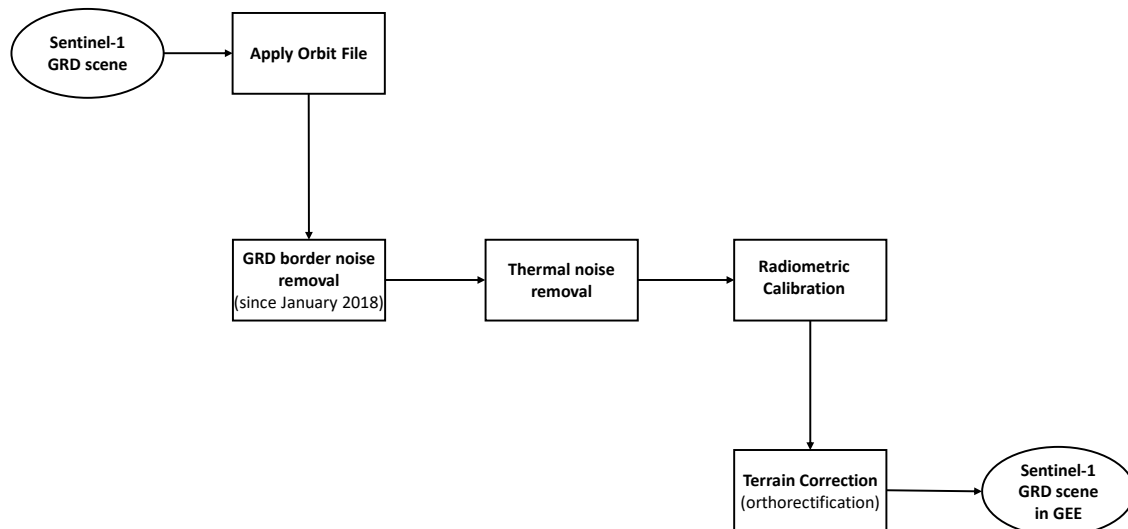 Sentinel-1
GRD scene
Apply Orbit File
GRD border noise
removal
(since January 2018)
Thermal noise
removal
Radiometric
Calibration
Terrain Correction
(orthorectification)
Sentinel-1
GRD scene
in GEE